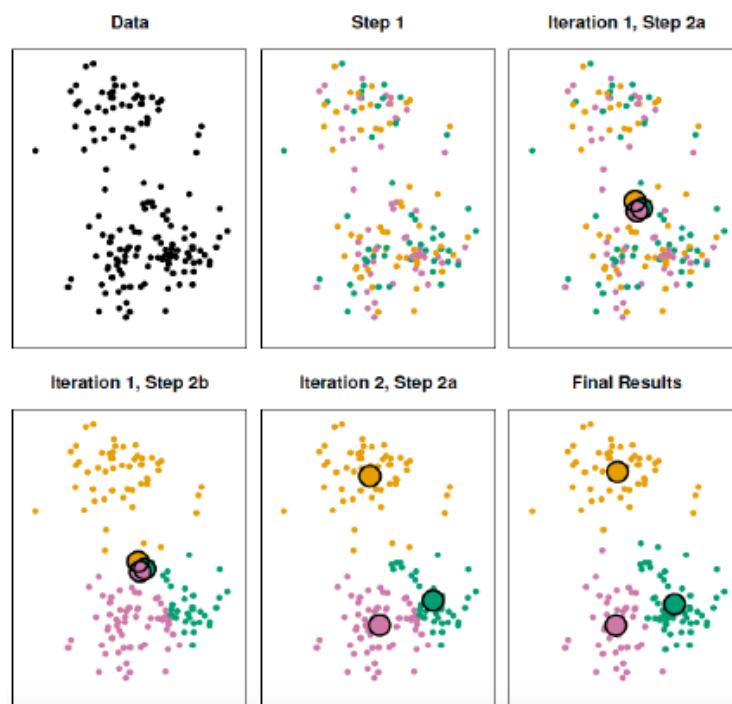 Data
Step 1
Iteration 1, Step 2a
Iteration 1, Step 2b
Iteration 2, Step 2a
Final Results